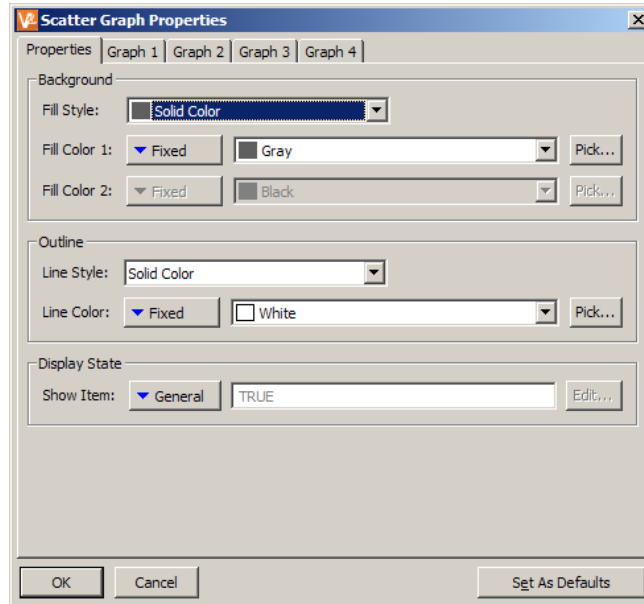 Scatter Graph Properties
Properties Graph 1 Graph 2 Graph 3 Graph 4
Background
Fill Style: Solid Color
Fill Color 1: Fixed Gray Pick...
Fill Color 2: Fixed Black Pick...
Outline
Line Style: Solid Color
Line Color: Fixed White Pick...
Display State
Show Item: General TRUE Edit...
OK Cancel Set As Defaults